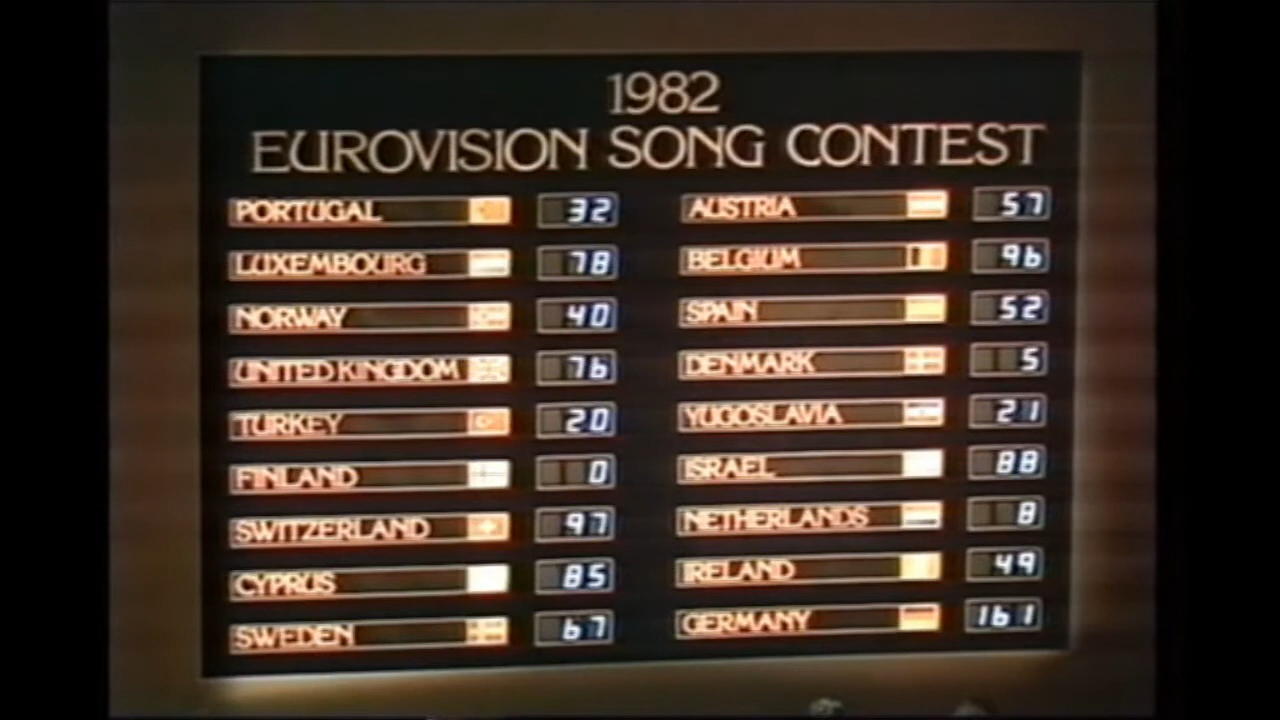 1982
EUROVISION SONG CONTEST
PORTUGAL 32
LUXEMBOURG 78
NORWAY 40
UNITED KINGDOM 76
TURKEY 20
FINLAND 0
SWITZERLAND 97
CYPRUS 85
SWEDEN 67
AUSTRIA 57
BELGIUM 96
SPAIN 52
DENMARK 5
YUGOSLAVIA 21
ISRAEL 88
NETHERLANDS 8
IRELAND 49
GERMANY 161